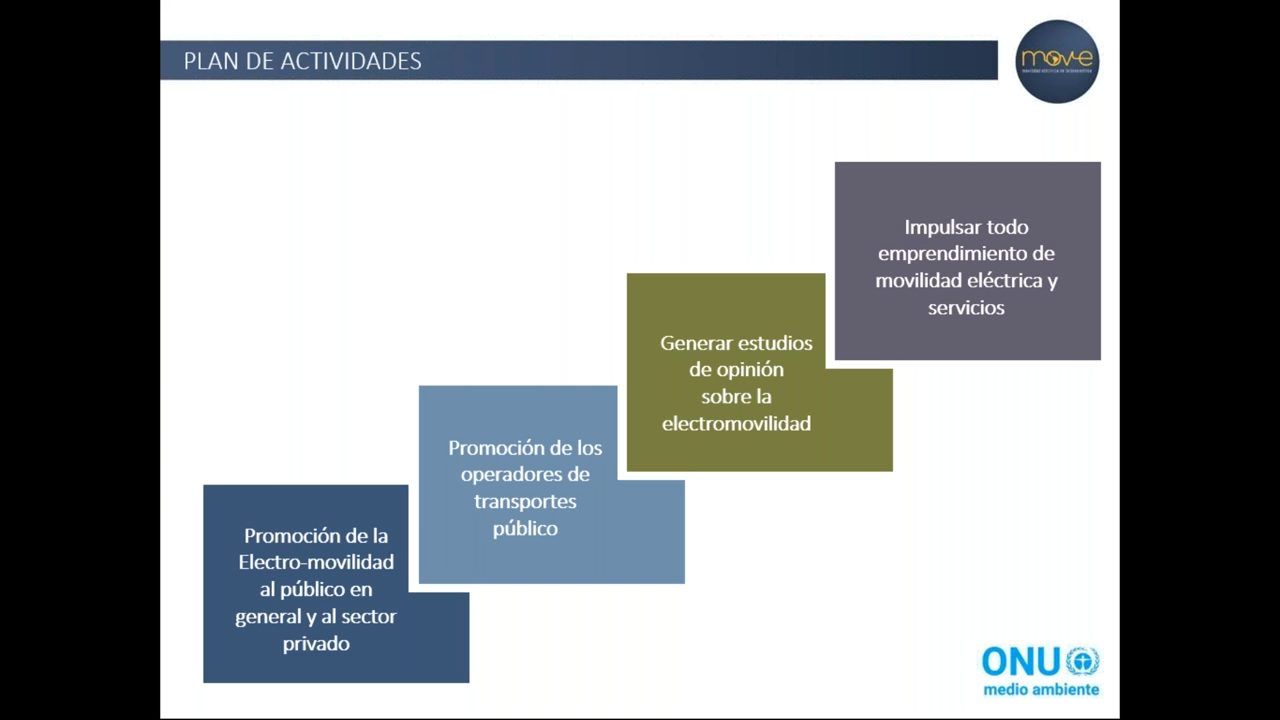 PLAN DE ACTIVIDADES
move
Impulsar todo
emprendimiento de
movilidad eléctrica y
servicios
Generar estudios
de opinión
sobre la
electromovilidad
Promoción de los
operadores de
transportes
público
Promoción de la
Electro-movilidad
al público en
general y al sector
privado
ONU
medio ambiente